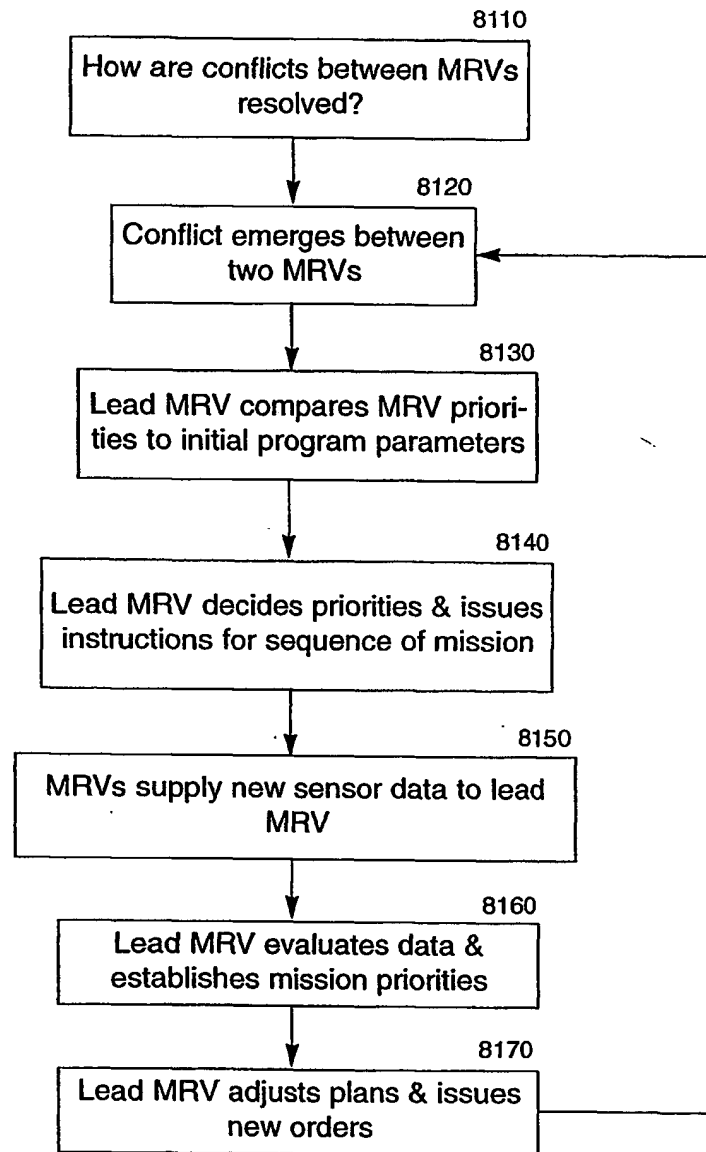 8110
How are conflicts between MRVs
resolved?
8120
Conflict emerges between
two MRVs
8130
Lead MRV compares MRV priori-
ties to initial program parameters
8140
Lead MRV decides priorities & issues
instructions for sequence of mission
8150
MRVs supply new sensor data to lead
MRV
8160
Lead MRV evaluates data &
establishes mission priorities
8170
Lead MRV adjusts plans & issues
new orders